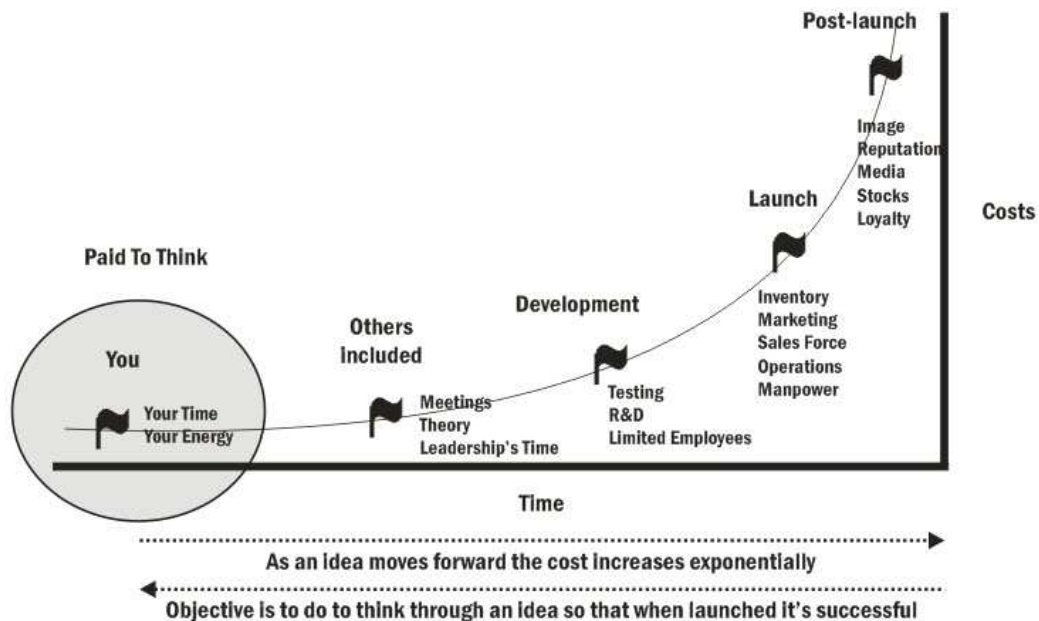 Post-launch
Image
Reputation
Media
Stocks
Loyalty
Costs
Launch
Inventory
Marketing
Sales Force
Operations
Manpower
Development
Testing
R&D
Limited Employees
Others
included
Meetings
Theory
Leadership's Time
Paid To Think
You
Your Time
Your Energy
Time
As an idea moves forward the cost increases exponentially
Objective is to do to think through an idea so that when launched it's successful